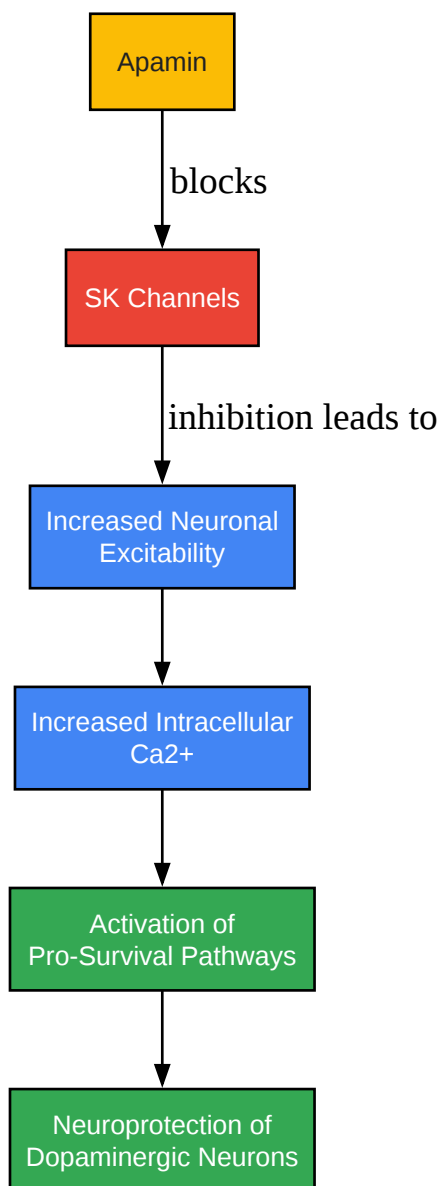 Apamin
blocks
SK Channels
inhibition leads to
Increased Neuronal
Excitability
Increased Intracellular
Ca2+
Activation of
Pro-Survival Pathways
Neuroprotection of
Dopaminergic Neurons